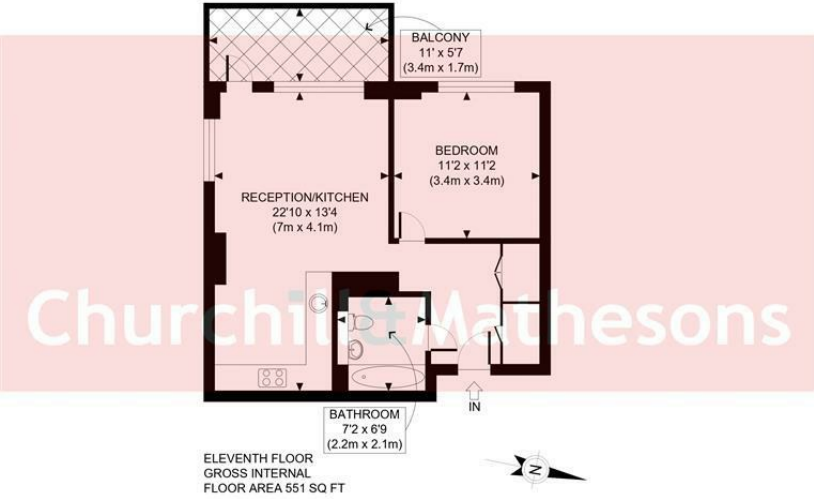 BALCONY
11' x 5'7
(3.4m x 1.7m)
BEDROOM
11'2 x 11'2
(3.4m x 3.4m)
RECEPTION/KITCHEN
22'10 x 13'4
(7m x 4.1m)
Churchill & Mathesons
IN
BATHROOM
7'2 x 6'9
(2.2m x 2.1m)
ELEVENTH FLOOR
GROSS INTERNAL
FLOOR AREA 551 SQ FT
N